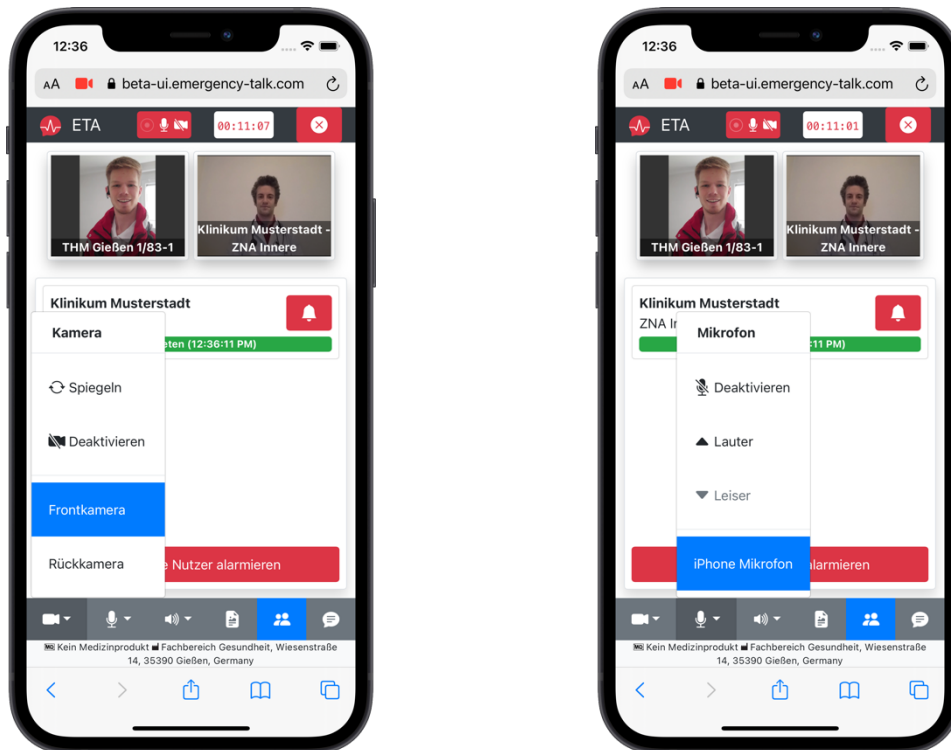 12:36
AA beta-ui.emergency-talk.com
ETA 00:11:07
THM Gießen 1/83-1
Klinikum Musterstadt -
ZNA Innere
Klinikum Musterstadt
Kamera
eten (12:36:11 PM)
Spiegeln
Deaktivieren
Frontkamera
Rückkamera
e Nutzer alarmieren
Kein Medizinprodukt Fachbereich Gesundheit, Wiesenstraße
14, 35390 Gießen, Germany
12:36
AA beta-ui.emergency-talk.com
ETA 00:11:01
THM Gießen 1/83-1
Klinikum Musterstadt -
ZNA Innere
Klinikum Musterstadt
ZNA I
Mikrofon
:11 PM)
Deaktivieren
Lauter
Leiser
iPhone Mikrofon
alarmieren
Kein Medizinprodukt Fachbereich Gesundheit, Wiesenstraße
14, 35390 Gießen, Germany